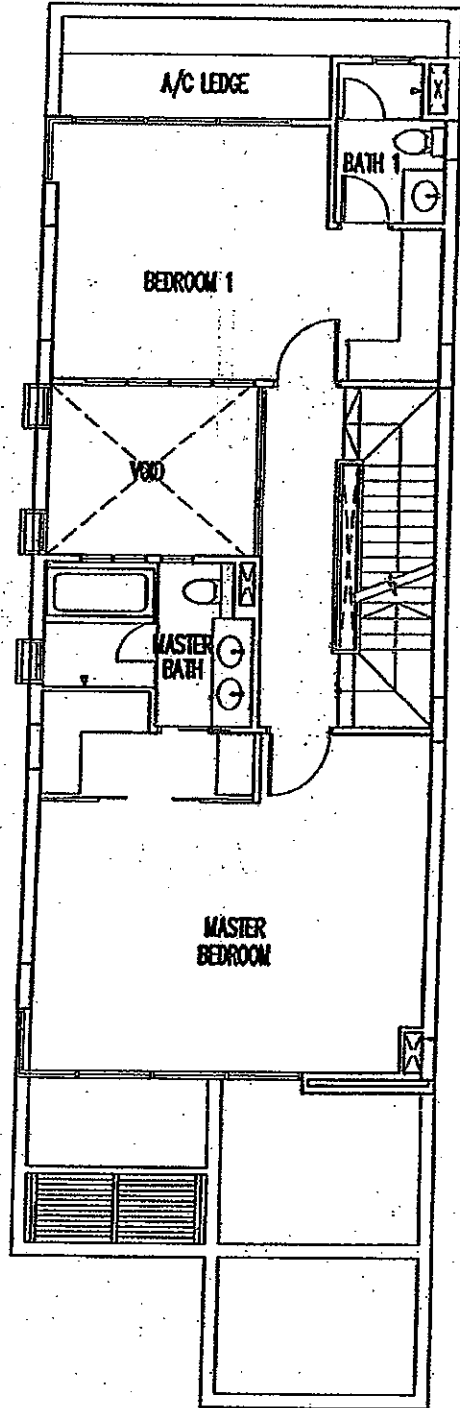 A/C LEDGE
BATH 1
BEDROOM 1
VOID
MASTER
BATH
MASTER
BEDROOM